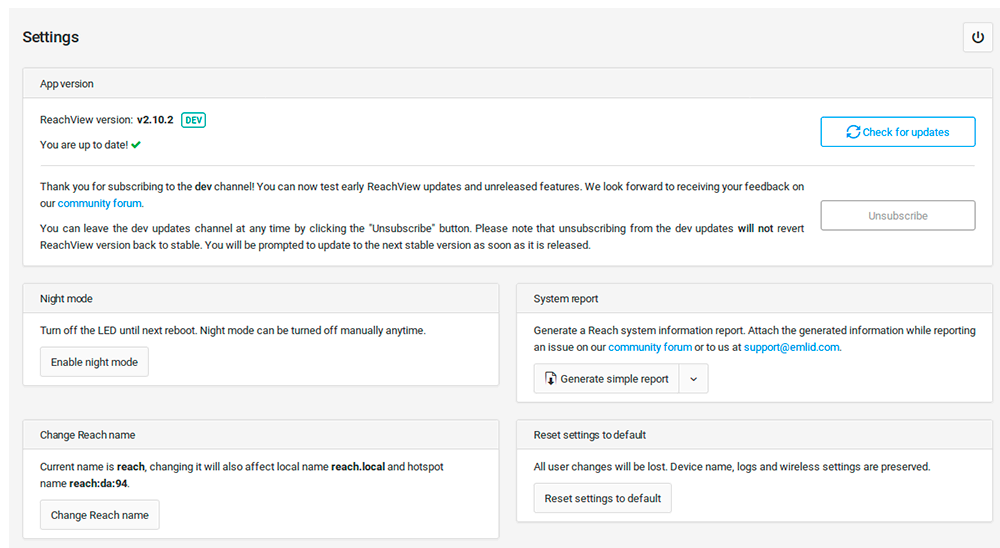 Settings
App version
ReachView version: v2.10.2 DEV
You are up to date!
Check for updates
Thank you for subscribing to the dev channel! You can now test early ReachView updates and unreleased features. We look forward to receiving your feedback on
our community forum.
You can leave the dev updates channel at any time by clicking the "Unsubscribe" button. Please note that unsubscribing from the dev updates will not revert
ReachView version back to stable. You will be prompted to update to the next stable version as soon as it is released.
Unsubscribe
Night mode
Turn off the LED until next reboot. Night mode can be turned off manually anytime.
Enable night mode
System report
Generate a Reach system information report. Attach the generated information while reporting
an issue on our community forum or to us at support@emlid.com.
Generate simple report
Change Reach name
Current name is reach, changing it will also affect local name reach.local and hotspot
name reach:da:94.
Change Reach name
Reset settings to default
All user changes will be lost. Device name, logs and wireless settings are preserved.
Reset settings to default